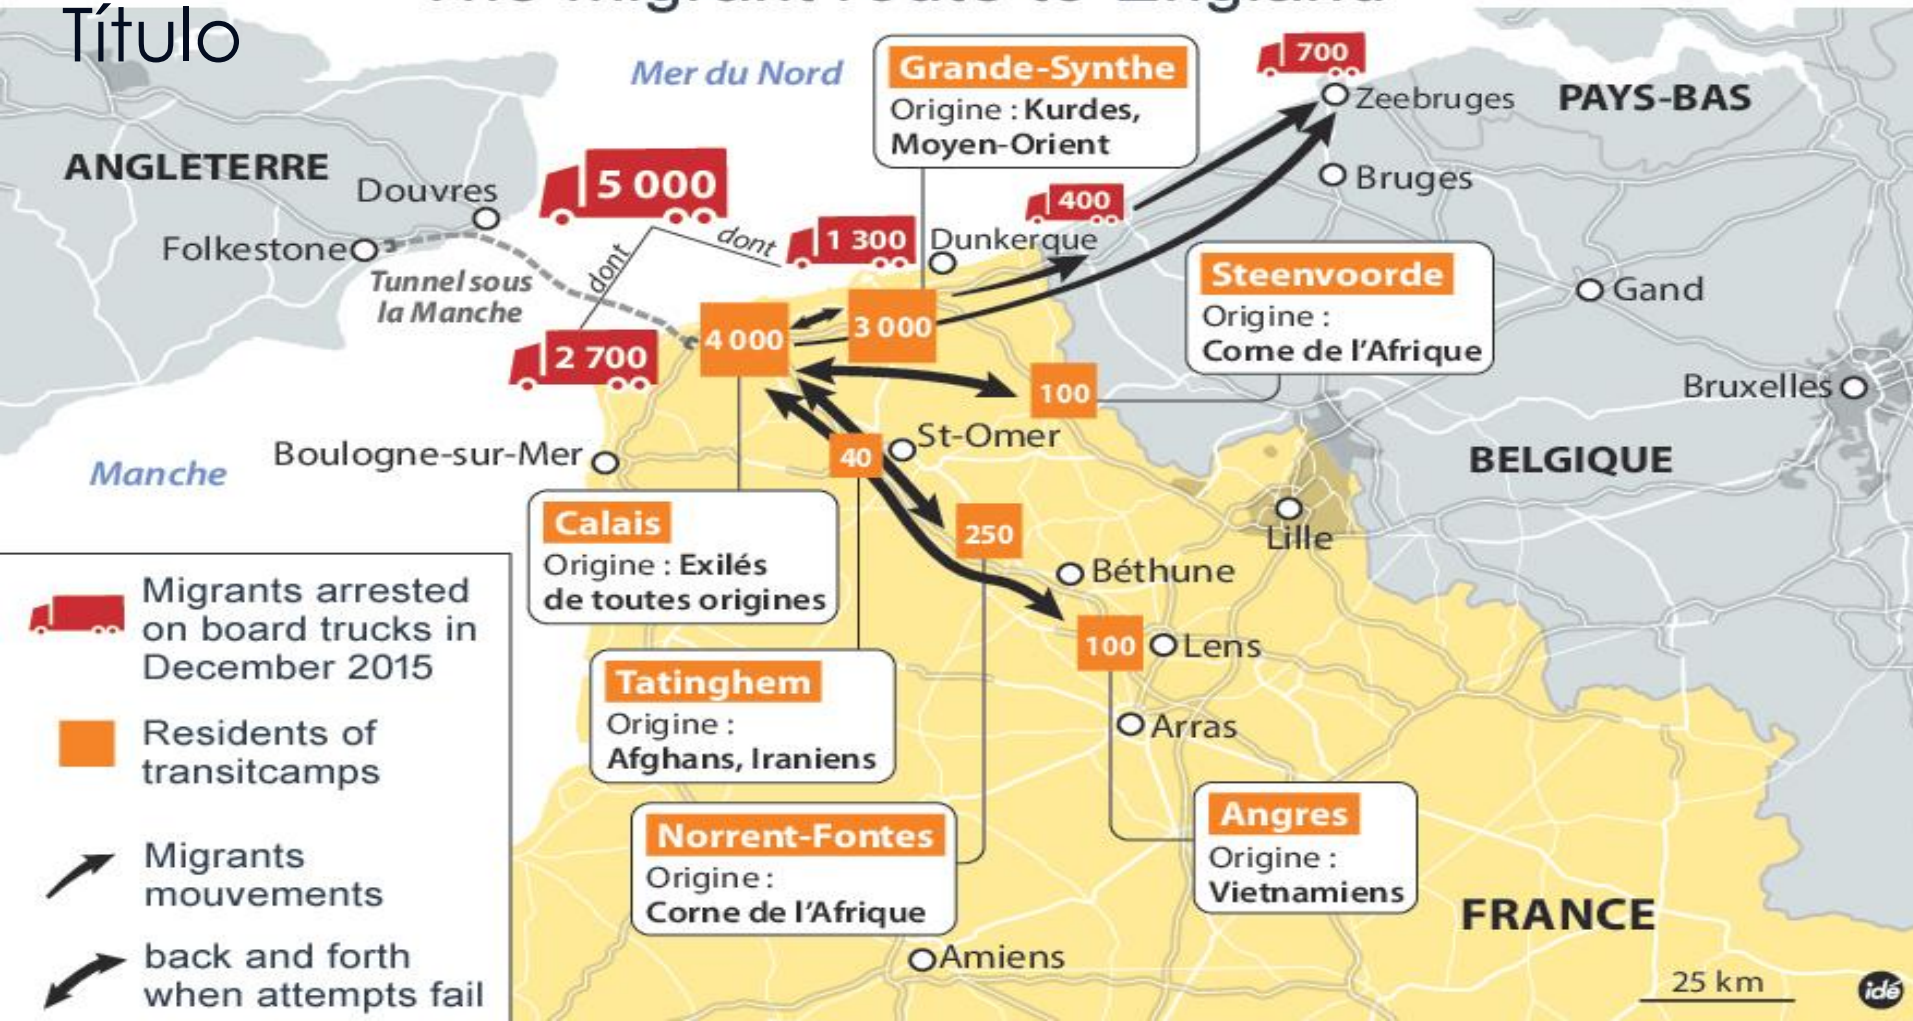 The migrant route to England
Título
Mer du Nord
Grande-Synthe
Origine : Kurdes,
Moyen-Orient
700
Zeebruges
PAYS-BAS
ANGLETERRE
Douvres
5 000
400
Bruges
Folkestone
dont
1 300
Dunkerque
Tunnel sous
la Manche
dont
Steenvoorde
Origine :
Corne de l'Afrique
Gand
4 000
3 000
2 700
100
Bruxelles
Manche
Boulogne-sur-Mer
40
St-Omer
BELGIQUE
Calais
Origine : Exilés
de toutes origines
250
Lille
Béthune
Migrants arrested
on board trucks in
December 2015
100
Lens
Tatinghem
Origine :
Afghans, Iraniens
Arras
Residents of
transitcamps
Norrent-Fontes
Origine :
Corne de l'Afrique
Angres
Origine :
Vietnamiens
Migrants
mouvements
FRANCE
back and forth
when attempts fail
Amiens
25 km
idé